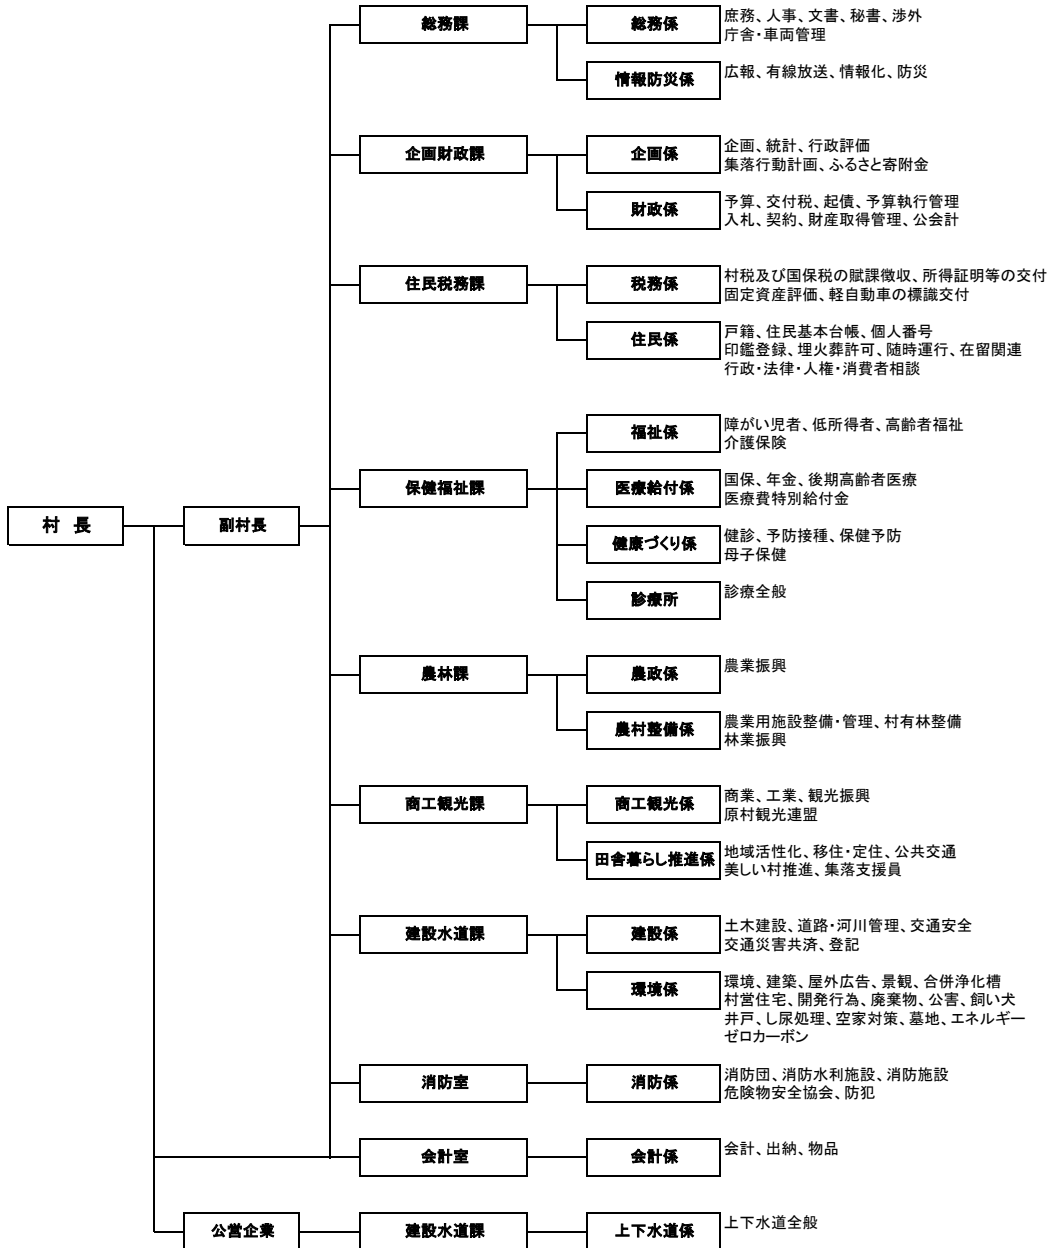 総務課
総務係
庶務、人事、文書、秘書、渉外
庁舎・車両管理
情報防災係
広報、有線放送、情報化、防災
企画財政課
企画係
企画、統計、行政評価
集落行動計画、ふるさと寄附金
財政係
予算、交付税、起債、予算執行管理
入札、契約、財産取得管理、公会計
住民税務課
税務係
村税及び国保税の賦課徴収、所得証明等の交付
固定資産評価、軽自動車の標識交付
住民係
戸籍、住民基本台帳、個人番号
印鑑登録、埋火葬許可、随時運行、在留関連
行政・法律・人権・消費者相談
福祉係
障がい児者、低所得者、高齢者福祉
介護保険
保健福祉課
医療給付係
国保、年金、後期高齢者医療
医療費特別給付金
村 長
副村長
健康づくり係
健診、予防接種、保健予防
母子保健
診療所
診療全般
農林課
農政係
農業振興
農村整備係
農業用施設整備・管理、村有林整備
林業振興
商工観光課
商工観光係
商業、工業、観光振興
原村観光連盟
田舎暮らし推進係
地域活性化、移住・定住、公共交通
美しい村推進、集落支援員
建設水道課
建設係
土木建設、道路・河川管理、交通安全
交通災害共済、登記
環境係
環境、建築、屋外広告、景観、合併浄化槽
村営住宅、開発行為、廃棄物、公害、飼い犬
井戸、し尿処理、空家対策、墓地、エネルギー
ゼロカーボン
消防室
消防係
消防団、消防水利施設、消防施設
危険物安全協会、防犯
会計室
会計係
会計、出納、物品
公営企業
建設水道課
上下水道係
上下水道全般